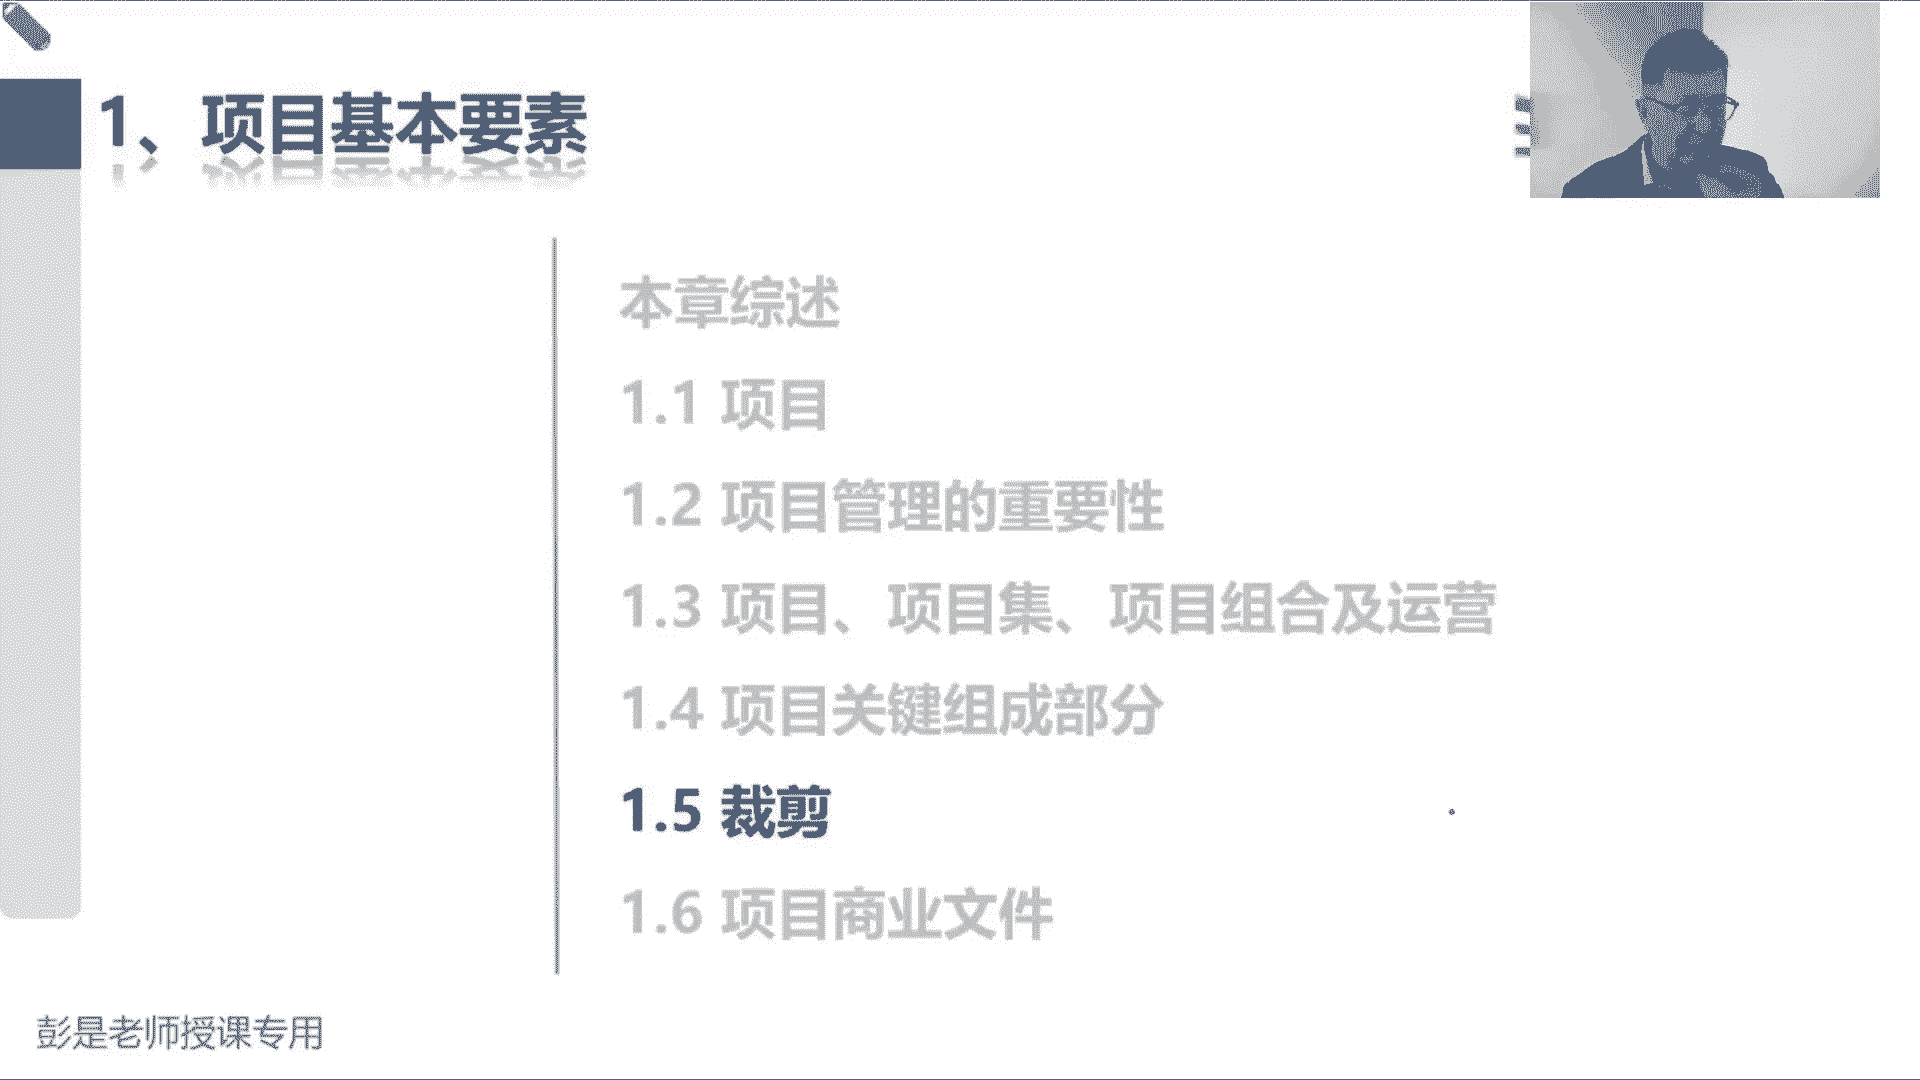 1、项目基本要素
本章综述
1.1 项目
1.2 项目管理的重要性
1.3 项目、项目集、项目组合及运营
1.4 项目关键组成部分
1.5 裁剪
1.6 项目商业文件
彭是老师授课专用